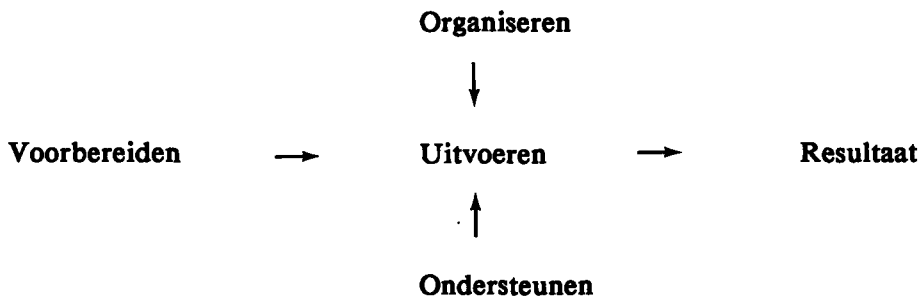 Organiseren
Voorbereiden → Uitvoeren → Resultaat
Ondersteunen